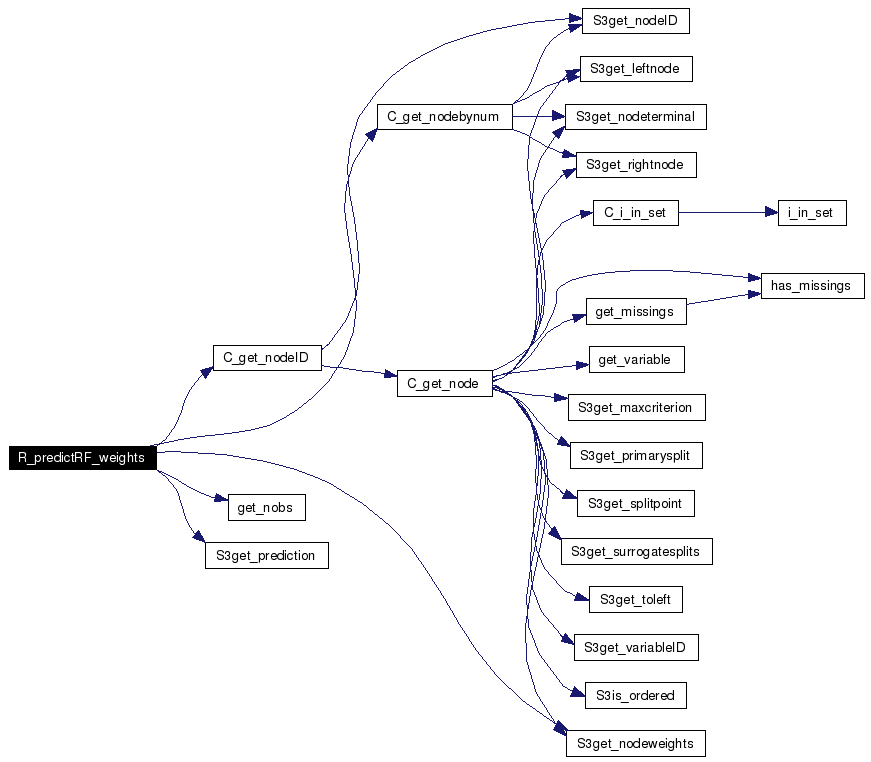 S3get_nodeID
S3get_leftnode
C_get_nodebynum
S3get_nodeterminal
S3get_rightnode
C_i_in_set
i_in_set
has_missings
get_missings
C_get_nodeID
get_variable
C_get_node
S3get_maxcriterion
R_predictRF_weights
S3get_primarysplit
get_nobs
S3get_splitpoint
S3get_prediction
S3get_surrogatesplits
S3get_toleft
S3get_variableID
S3is_ordered
S3get_nodeweights